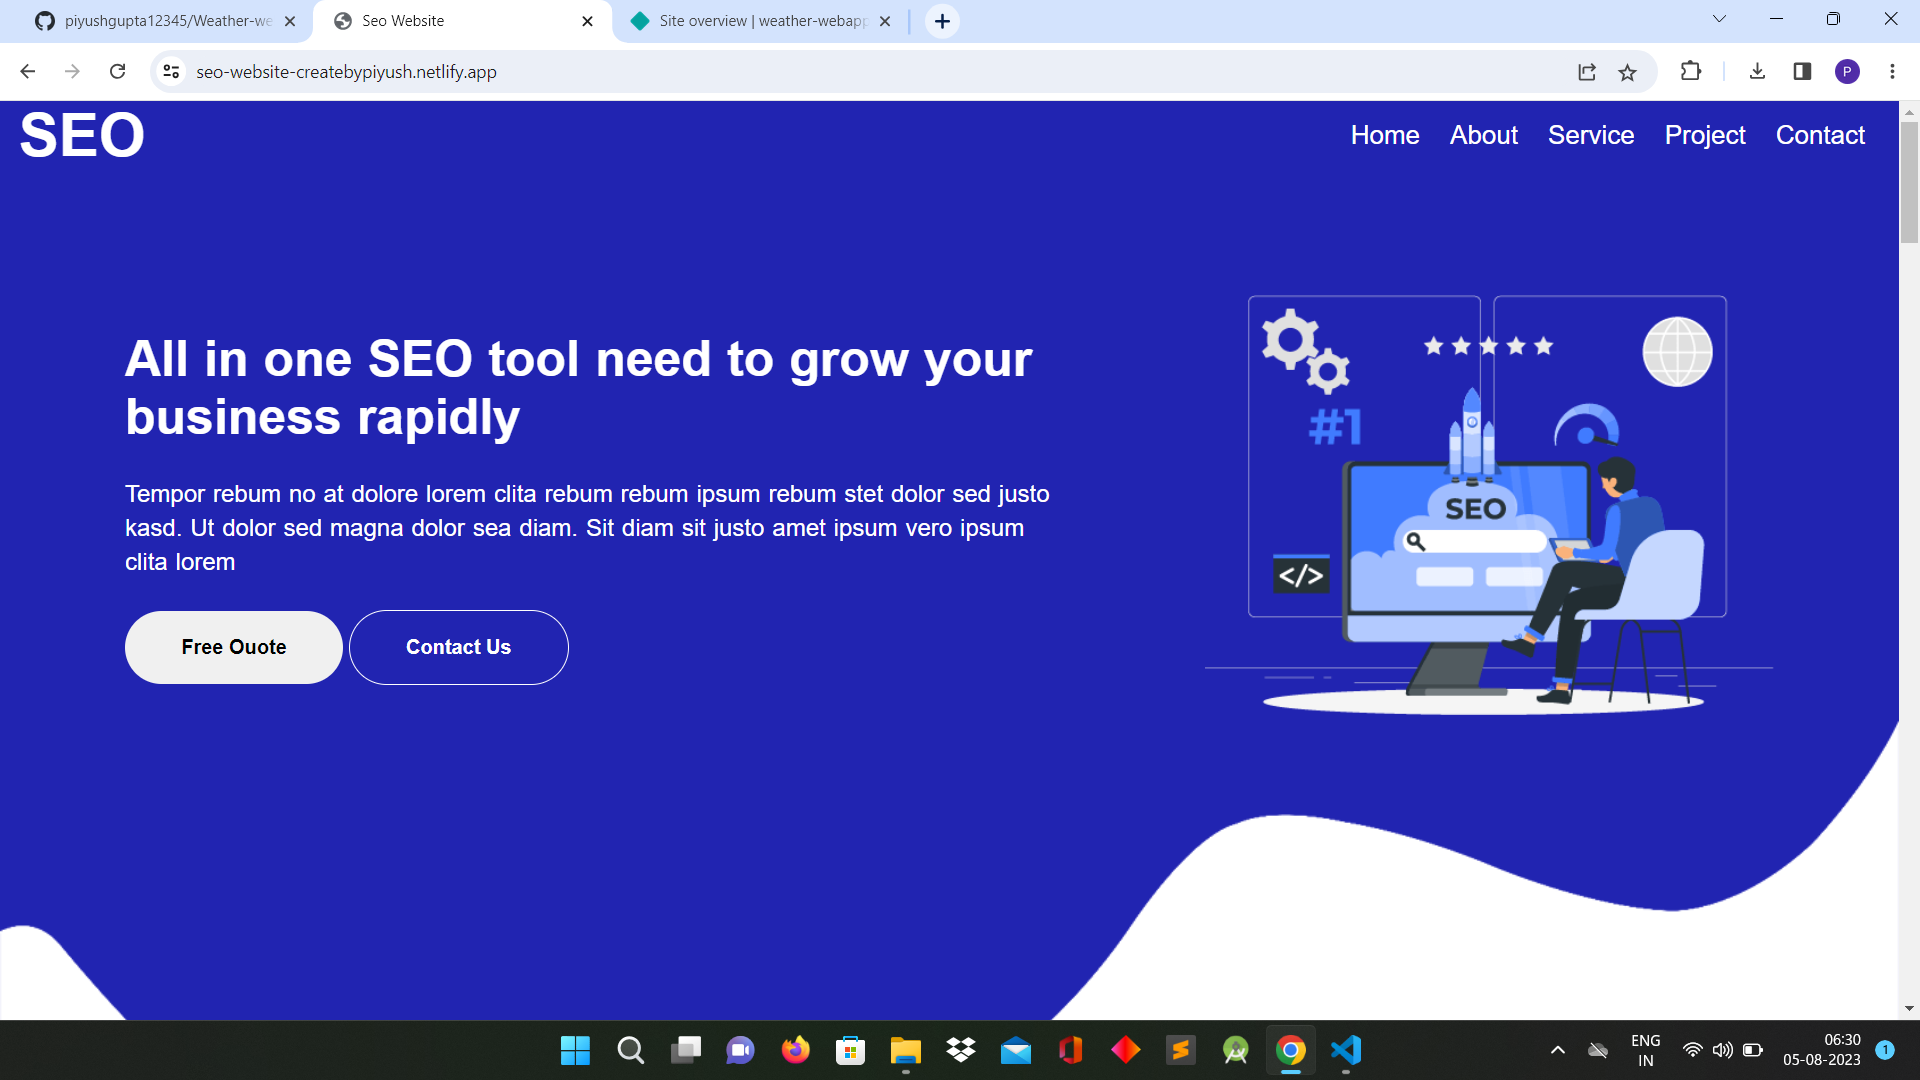 piyushgupta12345/Weather-we
Seo Website
Site overview | weather-webapp
seo-website-createbypiyush.netlify.app
P
SEO
Home About Service Project Contact
All in one SEO tool need to grow your
business rapidly
Tempor rebum no at dolore lorem clita rebum rebum ipsum rebum stet dolor sed justo
kasd. Ut dolor sed magna dolor sea diam. Sit diam sit justo amet ipsum vero ipsum
clita lorem
Free Ouote
Contact Us
#1
SEO
</>
ENG
IN
06:30
05-08-2023
1